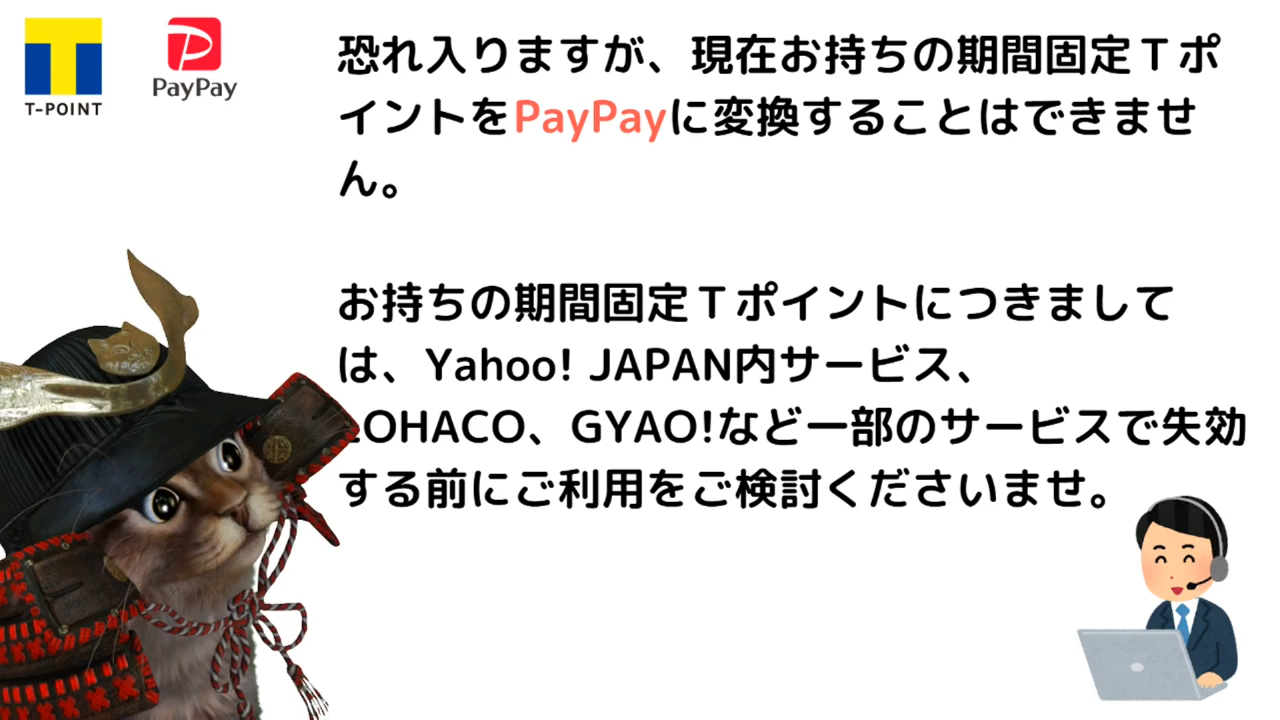 T-POINT
PayPay
恐れ入りますが、現在お持ちの期間固定Ｔポ
イントをPayPayに変換することはできませ
ん。
お持ちの期間固定Ｔポイントにつきまして
は、Yahoo! JAPAN内サービス、
LOHACO、GYAO!など一部のサービスで失効
する前にご利用をご検討くださいませ。